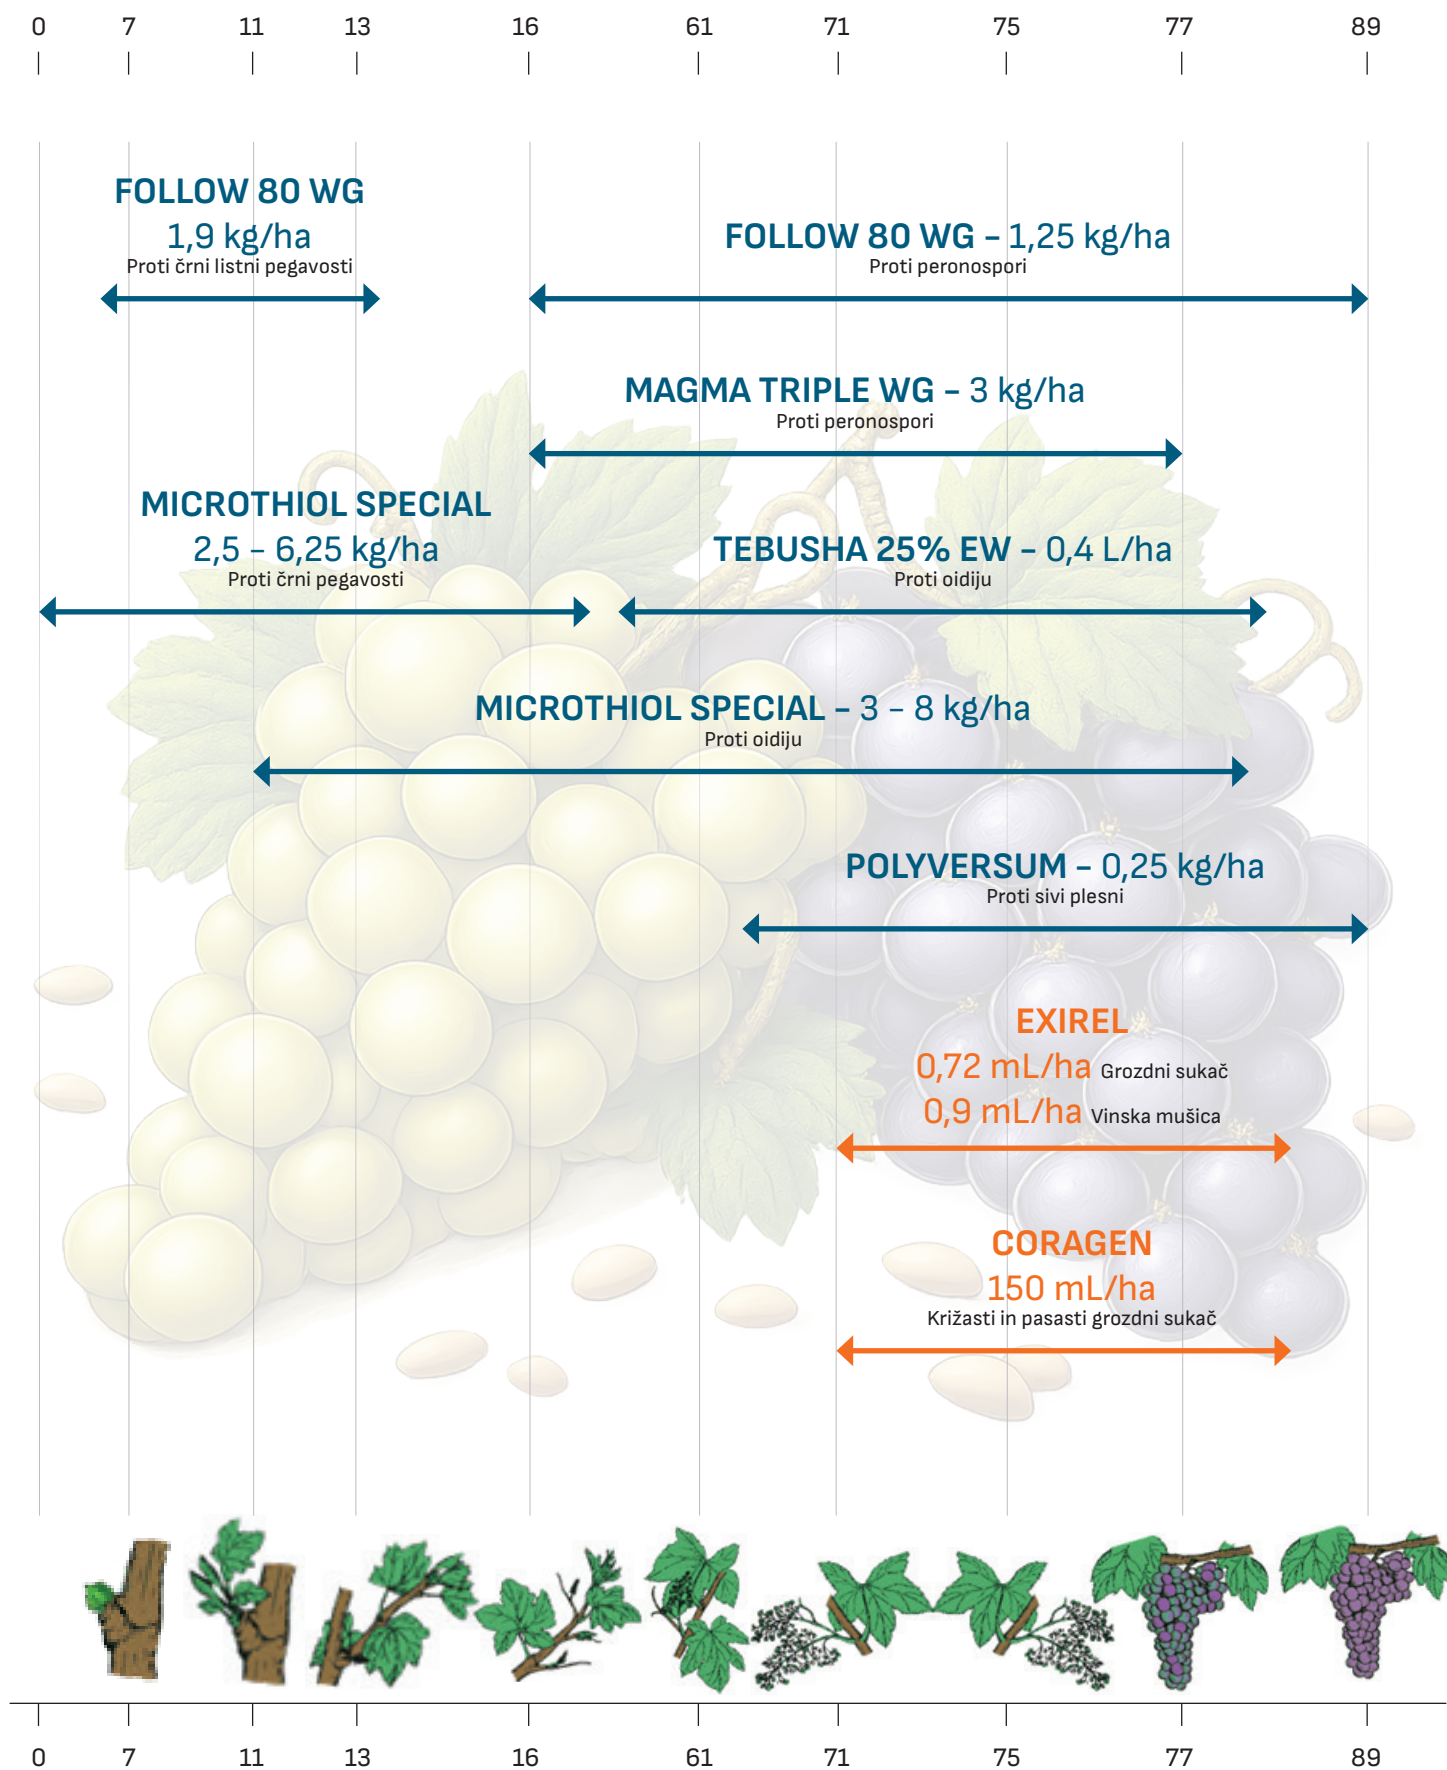 0 7 11 13 16 61 71 75 77 89
FOLLOW 80 WG
1,9 kg/ha
Proti črni listni pegavosti
FOLLOW 80 WG – 1,25 kg/ha
Proti peronospori
MAGMA TRIPLE WG – 3 kg/ha
Proti peronospori
MICROTHIOL SPECIAL
2,5 – 6,25 kg/ha
Proti črni pegavosti
TEBUSHA 25% EW – 0,4 L/ha
Proti oidiju
MICROTHIOL SPECIAL – 3 – 8 kg/ha
Proti oidiju
POLYVERSUM – 0,25 kg/ha
Proti sivi plesni
EXIREL
0,72 mL/ha Grozdni sukač
0,9 mL/ha Vinska mušica
CORAGEN
150 mL/ha
Križasti in pasasti grozdni sukač
0 7 11 13 16 61 71 75 77 89